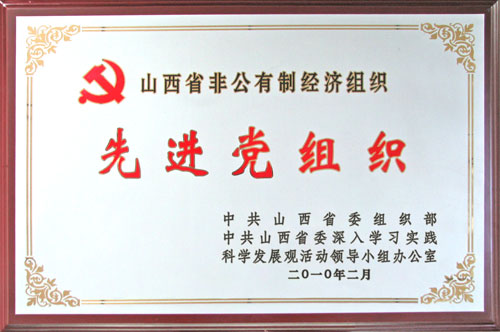 山西省非公有制经济组织
先进党组织
中共山西省委组织部
中共山西省委深入学习实践
科学发展观活动领导小组办公室
二〇一〇年二月